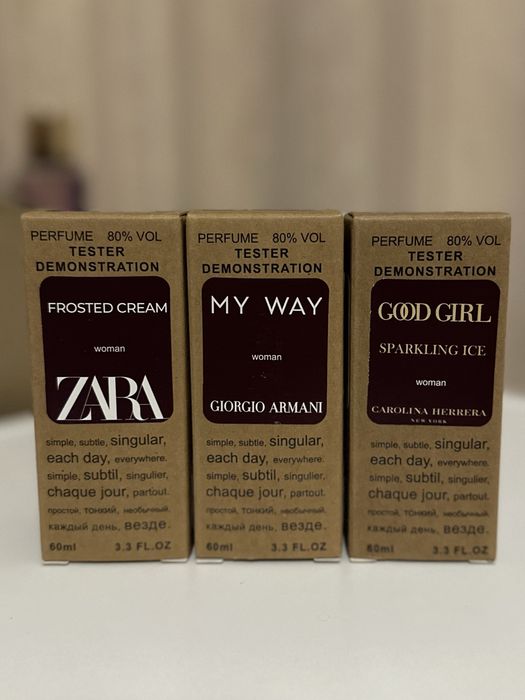 PERFUME 80% VOL
TESTER
DEMONSTRATION
FROSTED CREAM
woman
ZARA
simple, subtle, singular,
each day, everywhere.
simple, subtil, singulier,
chaque jour, partout.
простой, тонкий, необычный.
каждый день, везде.
60ml 3.3 FL.OZ
PERFUME 80% VOL
TESTER
DEMONSTRATION
MY WAY
woman
GIORGIO ARMANI
simple, subtle, singular,
each day, everywhere.
simple, subtil, singulier,
chaque jour, partout.
простой, тонкий, необычный.
каждый день, везде.
60ml 3.3 FL.OZ
PERFUME 80% VOL
TESTER
DEMONSTRATION
GOOD GIRL
SPARKLING ICE
woman
CAROLINA HERRERA
NEW YORK
simple, subtle, singular,
each day, everywhere.
simple, subtil, singulier,
chaque jour, partout.
простой, тонкий, необычный.
каждый день, везде.
60ml 3.3 FL.OZ